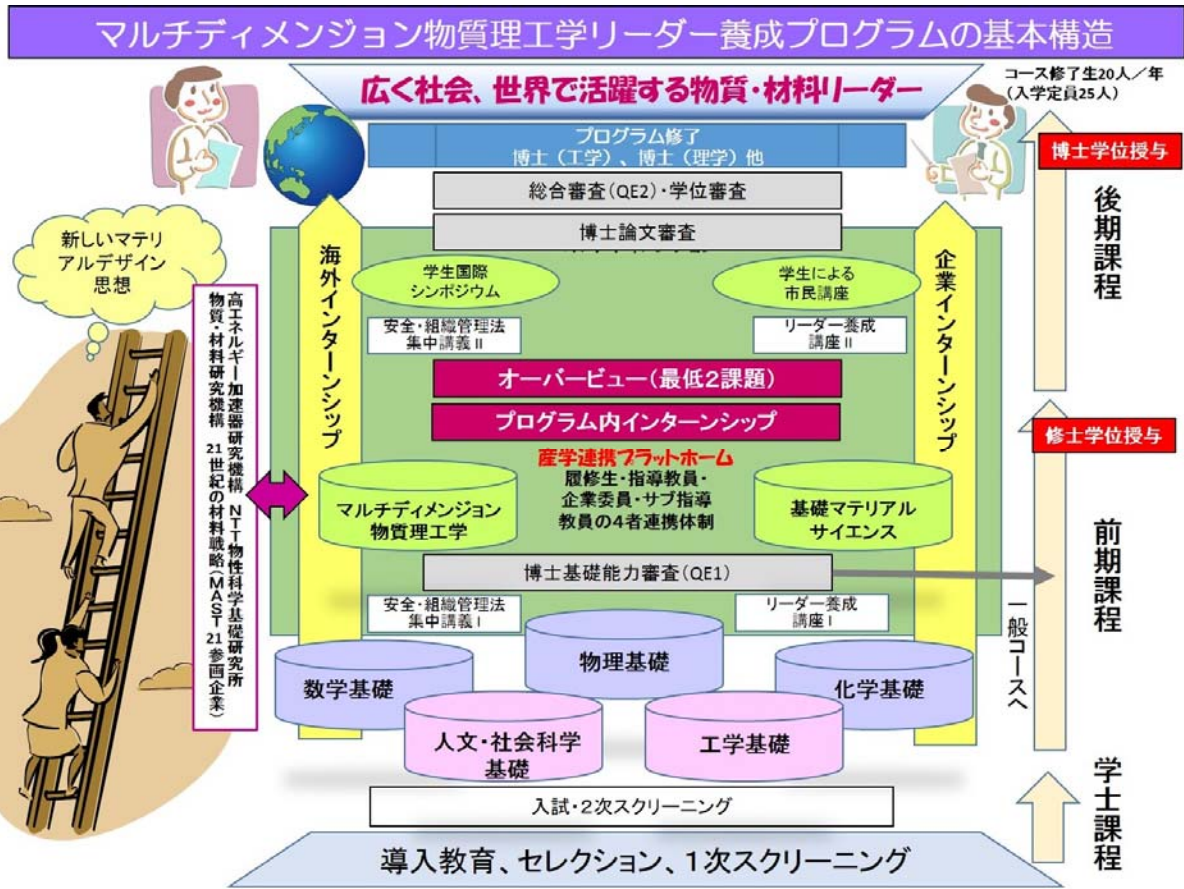 マルチディメンジョン物質理工学リーダー養成プログラムの基本構造
広く社会、世界で活躍する物質・材料リーダー
コース修了生20人／年
（入学定員25人）
プログラム修了
博士（工学）、博士（理学）他
博士学位授与
総合審査(QE2)・学位審査
博士論文審査
後期課程
新しいマテリ
アルデザイン
思想
海外インターンシップ
企業インターンシップ
学生国際
シンポジウム
学生による
市民講座
安全・組織管理法
集中講義Ⅱ
リーダー養成
講座Ⅱ
オーバービュー(最低2課題)
プログラム内インターンシップ
修士学位授与
高エネルギー加速器研究機構 NTT物性科学基礎研究所
物質・材料研究機構 21世紀の材料戦略(MAST21参画企業)
産学連携プラットホーム
履修生・指導教員・
企業委員・サブ指導
教員の4者連携体制
マルチディメンジョン
物質理工学
基礎マテリアル
サイエンス
前期課程
博士基礎能力審査(QE1)
一般コースへ
安全・組織管理法
集中講義Ⅰ
リーダー養成
講座Ⅰ
物理基礎
数学基礎
化学基礎
人文・社会科学
基礎
工学基礎
学士課程
入試・2次スクリーニング
導入教育、セレクション、1次スクリーニング